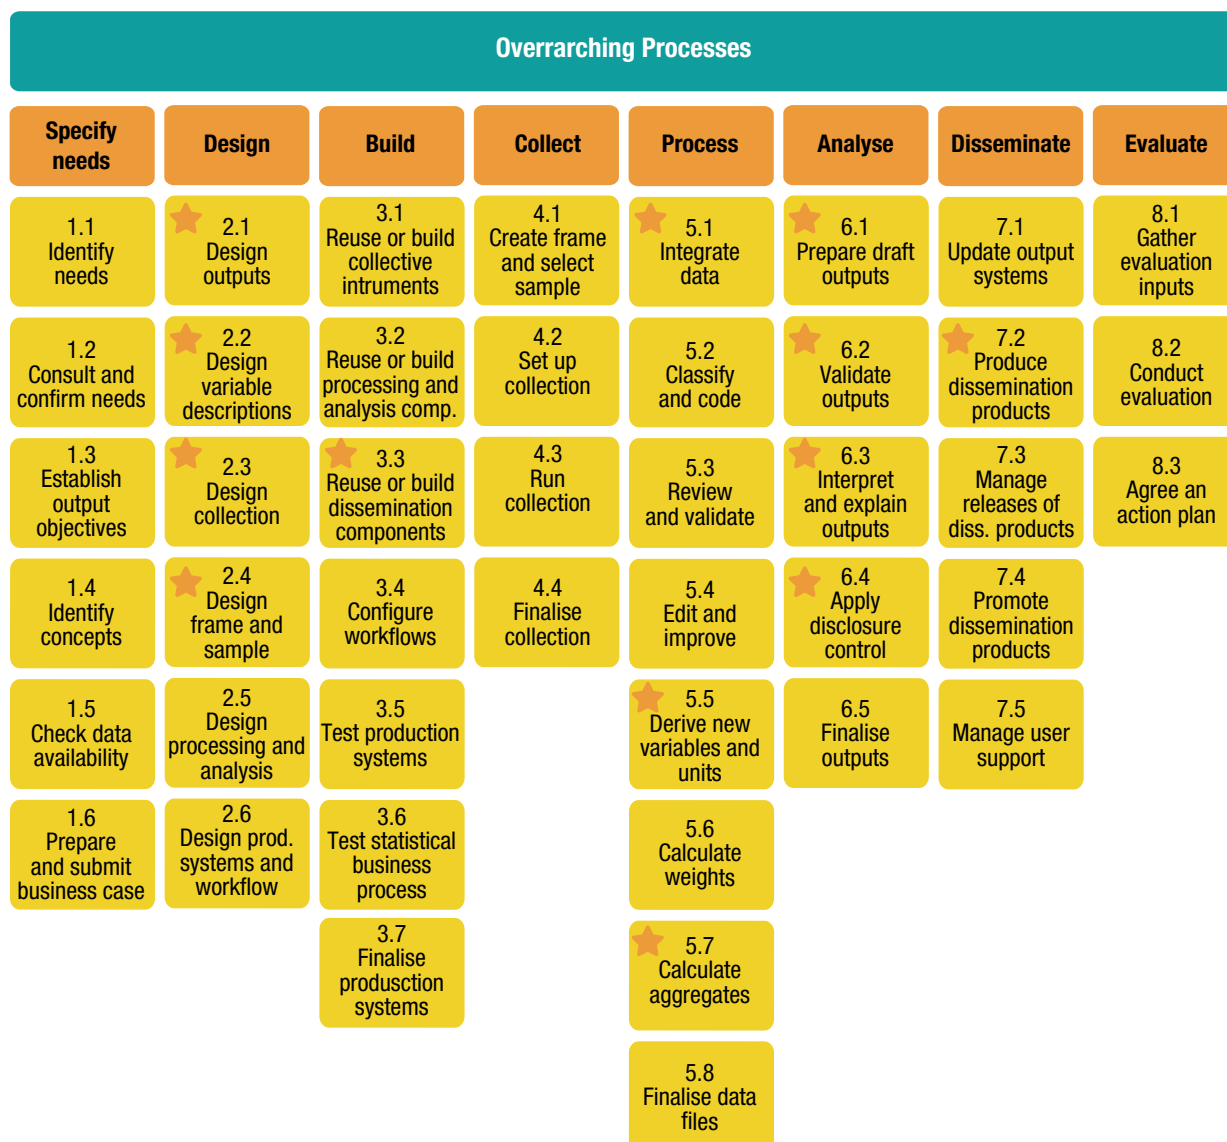 Overrarching Processes
Specify
needs
Design
Build
Collect
Process
Analyse
Disseminate
Evaluate
1.1
Identify
needs
2.1
Design
outputs
3.1
Reuse or build
collective
intruments
4.1
Create frame
and select
sample
5.1
Integrate
data
6.1
Prepare draft
outputs
7.1
Update output
systems
8.1
Gather
evaluation
inputs
1.2
Consult and
confirm needs
2.2
Design
variable
descriptions
3.2
Reuse or build
processing and
analysis comp.
4.2
Set up
collection
5.2
Classify
and code
6.2
Validate
outputs
7.2
Produce
dissemination
products
8.2
Conduct
evaluation
1.3
Establish
output
objectives
2.3
Design
collection
3.3
Reuse or build
dissemination
components
4.3
Run
collection
5.3
Review
and validate
6.3
Interpret
and explain
outputs
7.3
Manage
releases of
diss. products
8.3
Agree an
action plan
1.4
Identify
concepts
2.4
Design
frame and
sample
3.4
Configure
workflows
4.4
Finalise
collection
5.4
Edit and
improve
6.4
Apply
disclosure
control
7.4
Promote
dissemination
products
1.5
Check data
availability
2.5
Design
processing and
analysis
3.5
Test production
systems
5.5
Derive new
variables and
units
6.5
Finalise
outputs
7.5
Manage user
support
1.6
Prepare
and submit
business case
2.6
Design prod.
systems and
workflow
3.6
Test statistical
business
process
5.6
Calculate
weights
3.7
Finalise
produsction
systems
5.7
Calculate
aggregates
5.8
Finalise data
files